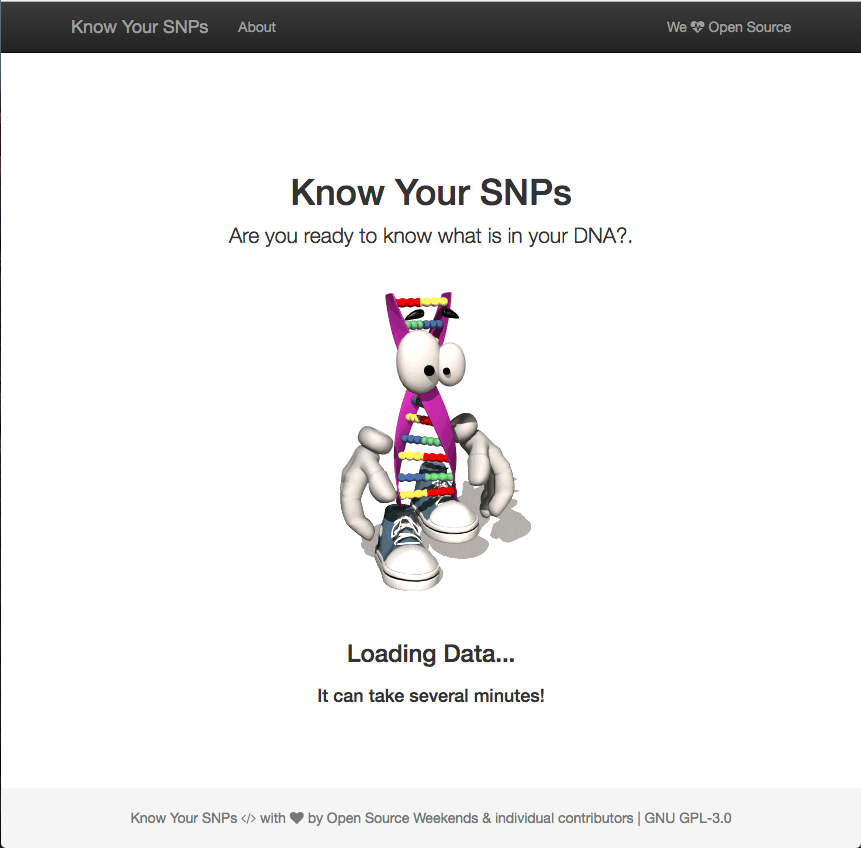 Know Your SNPs About We Open Source
Know Your SNPs
Are you ready to know what is in your DNA?.
Loading Data...
It can take several minutes!
Know Your SNPs </> with ♥ by Open Source Weekends & individual contributors | GNU GPL-3.0